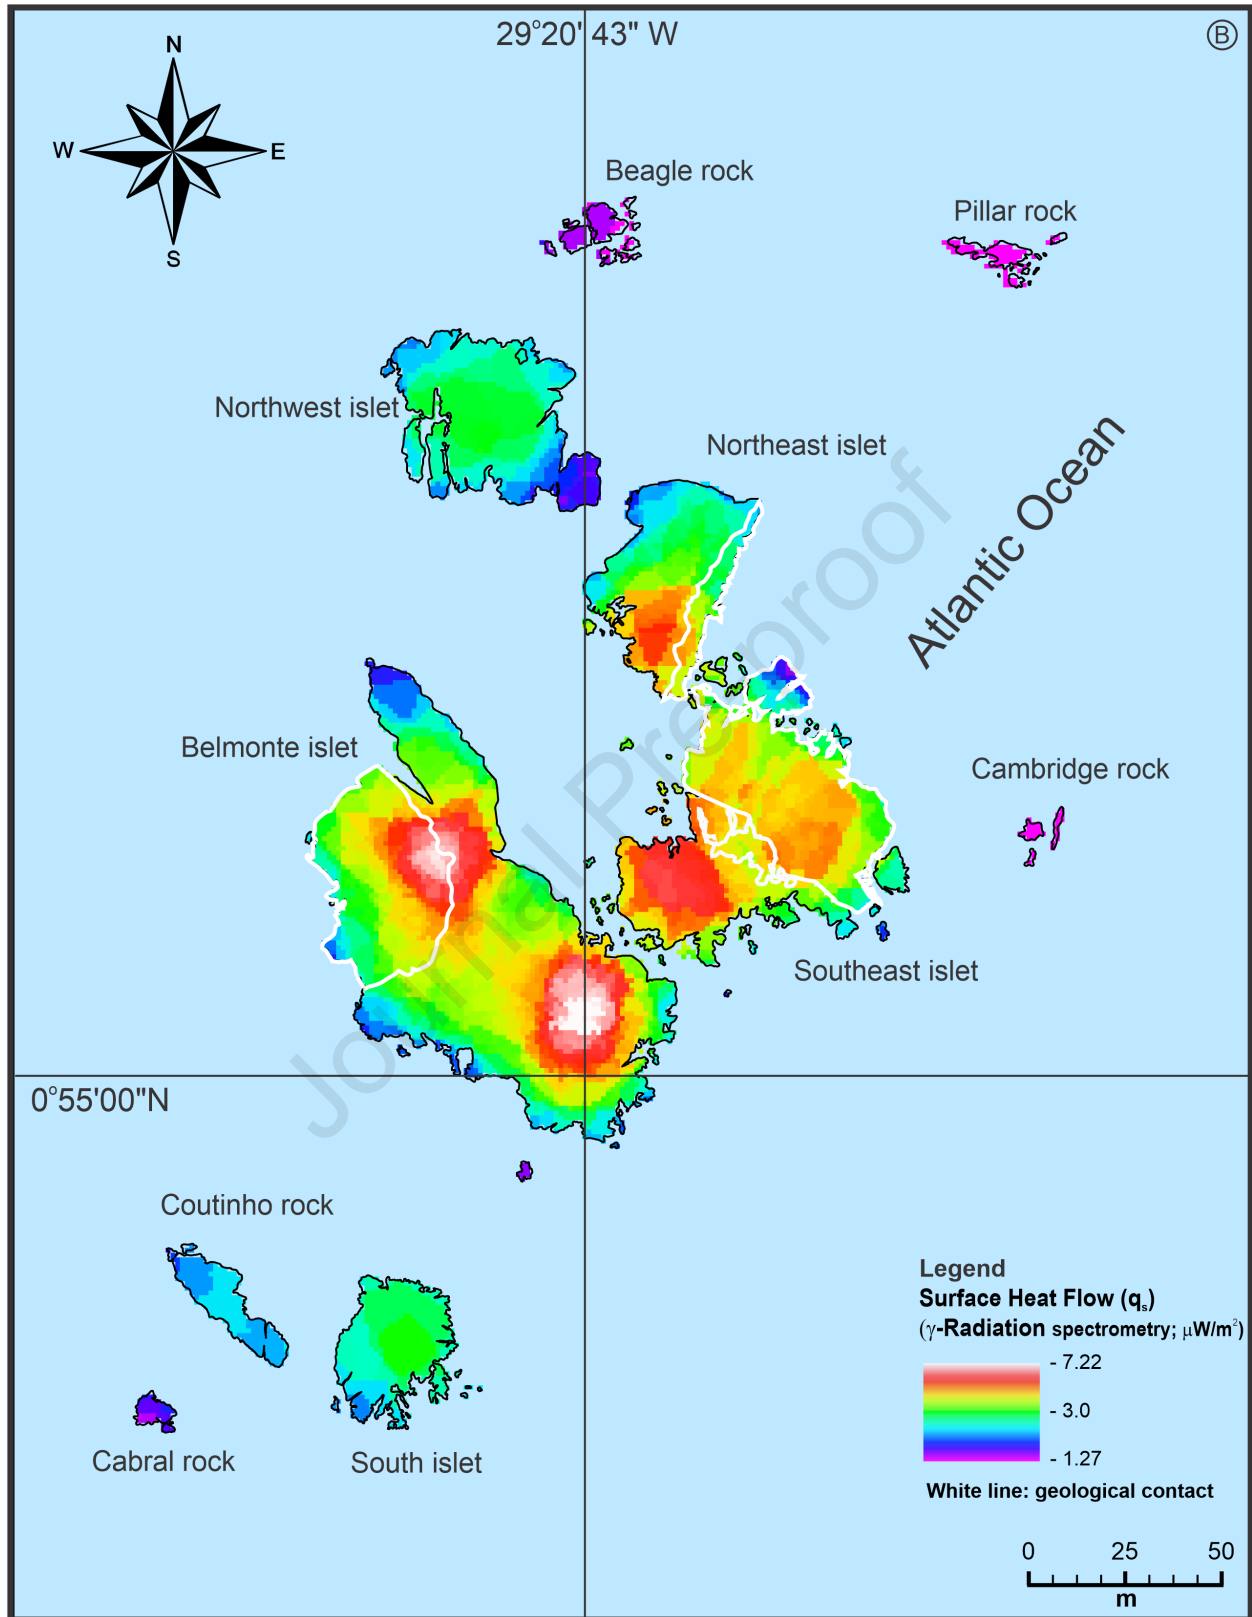 29°20' 43" W
B
N
W
E
S
Beagle rock
Pillar rock
Northwest islet
Northeast islet
Atlantic Ocean
Belmonte islet
Cambridge rock
Southeast islet
Journal Pre-proof
0°55'00"N
Coutinho rock
Cabral rock
South islet
Legend
Surface Heat Flow (qs)
(γ-Radiation spectrometry; μW/m²)
- 7.22
- 3.0
- 1.27
White line: geological contact
0 25 50
m